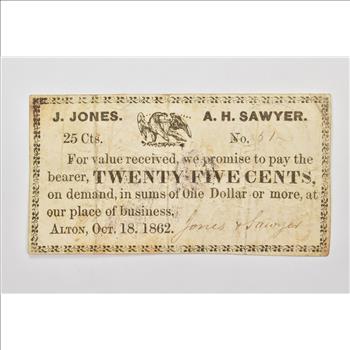 J. JONES. A. H. SAWYER.
25 Cts. No. 51
For value received, we promise to pay the
bearer, TWENTY-FIVE CENTS,
on demand, in sums of One Dollar or more, at
our place of business.
ALTON, OCT. 18. 1862. Jones & Sawyer